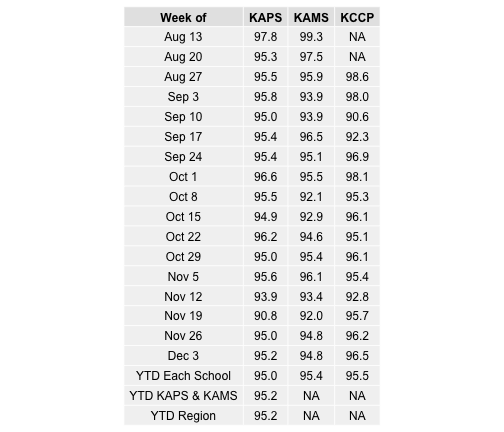 Week of KAPS KAMS KCCP
Aug 13 97.8 99.3 NA
Aug 20 95.3 97.5 NA
Aug 27 95.5 95.9 98.6
Sep 3 95.8 93.9 98.0
Sep 10 95.0 93.9 90.6
Sep 17 95.4 96.5 92.3
Sep 24 95.4 95.1 96.9
Oct 1 96.6 95.5 98.1
Oct 8 95.5 92.1 95.3
Oct 15 94.9 92.9 96.1
Oct 22 96.2 94.6 95.1
Oct 29 95.0 95.4 96.1
Nov 5 95.6 96.1 95.4
Nov 12 93.9 93.4 92.8
Nov 19 90.8 92.0 95.7
Nov 26 95.0 94.8 96.2
Dec 3 95.2 94.8 96.5
YTD Each School 95.0 95.4 95.5
YTD KAPS & KAMS 95.2 NA NA
YTD Region 95.2 NA NA